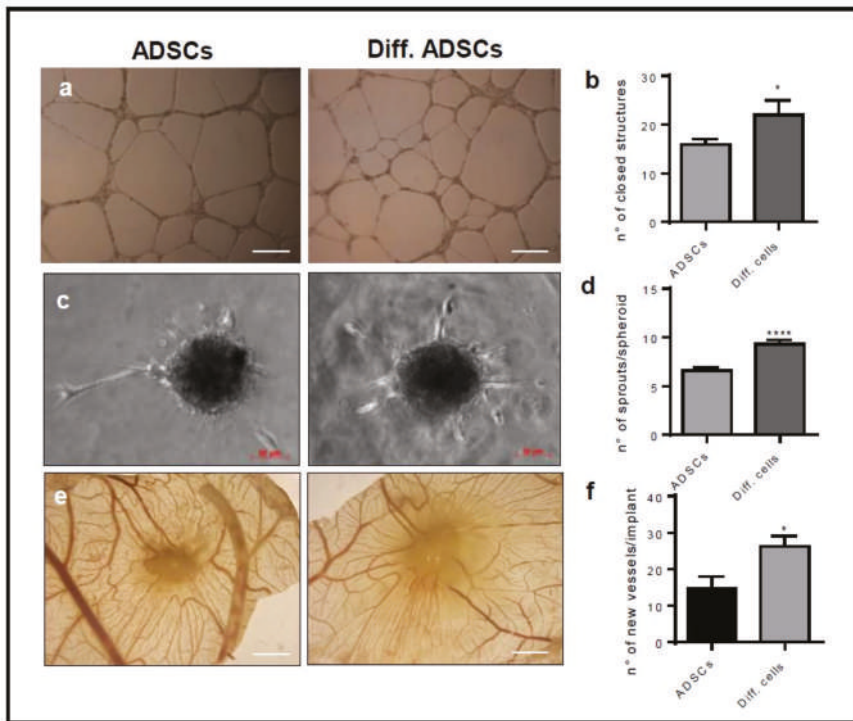 ADSCs Diff. ADSCs
a
b
n° of closed structures
30
20
10
0
*
ADSCs
Diff. cells
c
d
n° of sprouts/spheroid
15
10
5
0
****
ADSCs
Diff. cells
e
f
n° of new vessels/implant
40
30
20
10
0
*
ADSCs
Diff. cells